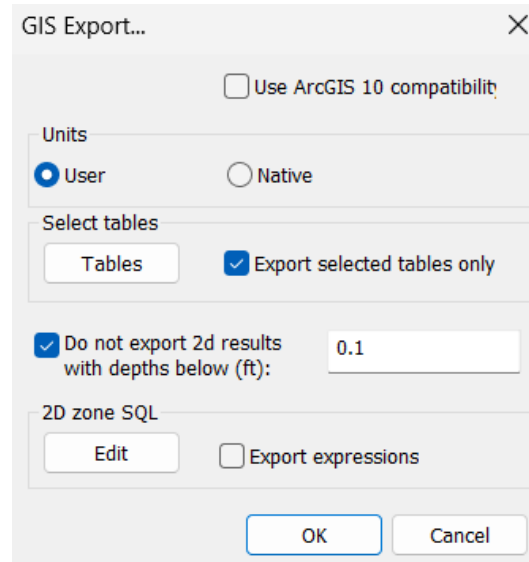 GIS Export...
Use ArcGIS 10 compatibility
Units
User Native
Select tables
Tables Export selected tables only
Do not export 2d results
with depths below (ft): 0.1
2D zone SQL
Edit Export expressions
OK Cancel